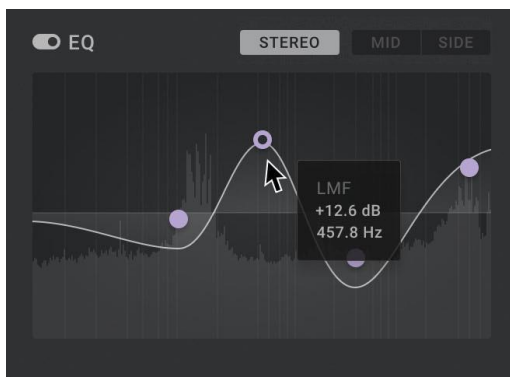 EQ
STEREO
MID
SIDE
LMF
+12.6 dB
457.8 Hz